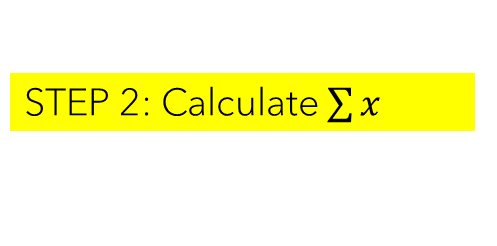 STEP 2: Calculate ∑ x